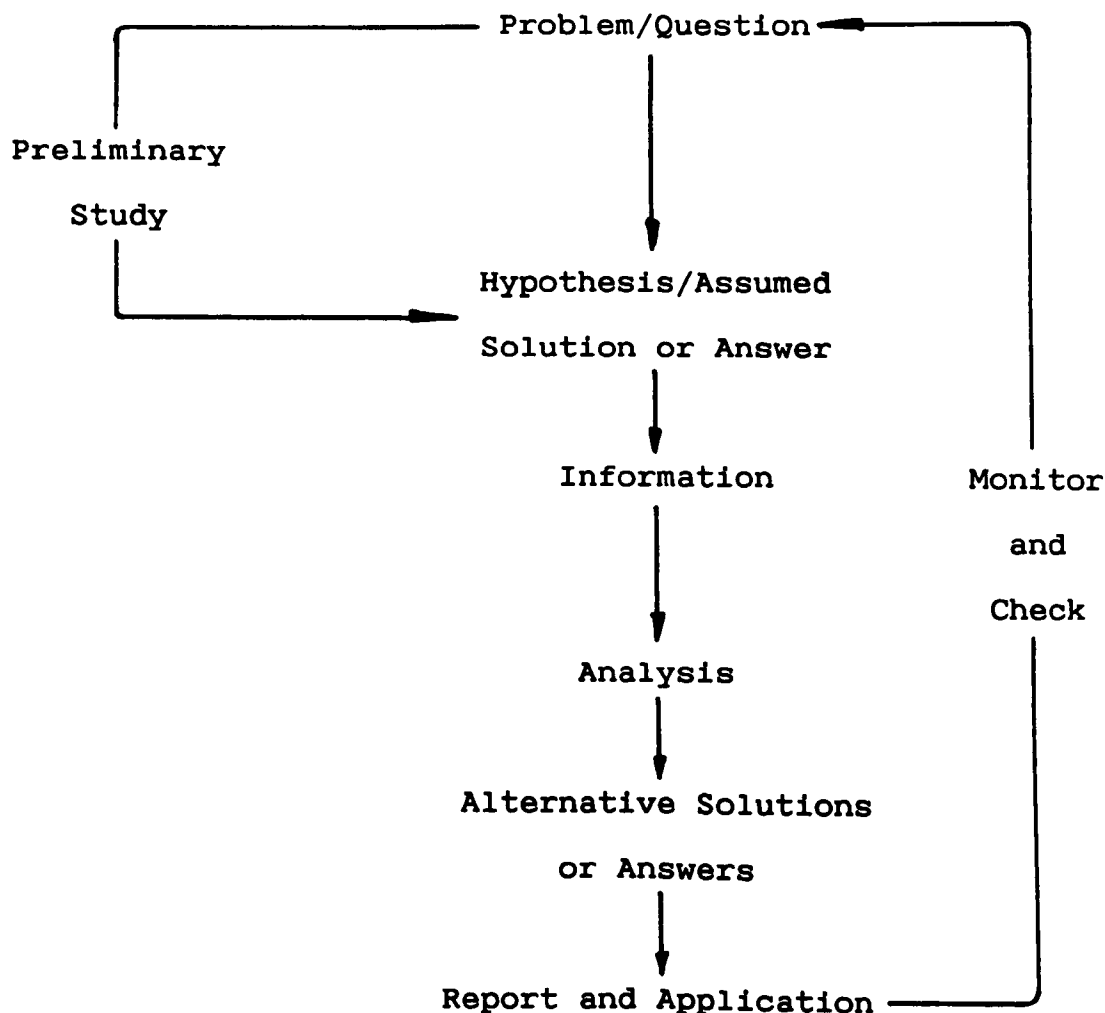 Problem/Question
Preliminary
Study
Hypothesis/Assumed
Solution or Answer
Information
Monitor
and
Check
Analysis
Alternative Solutions
or Answers
Report and Application